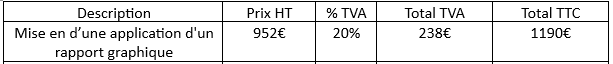 Description Prix HT % TVA Total TVA Total TTC
Mise en d’une application d'un 952€ 20% 238€ 1190€
rapport graphique